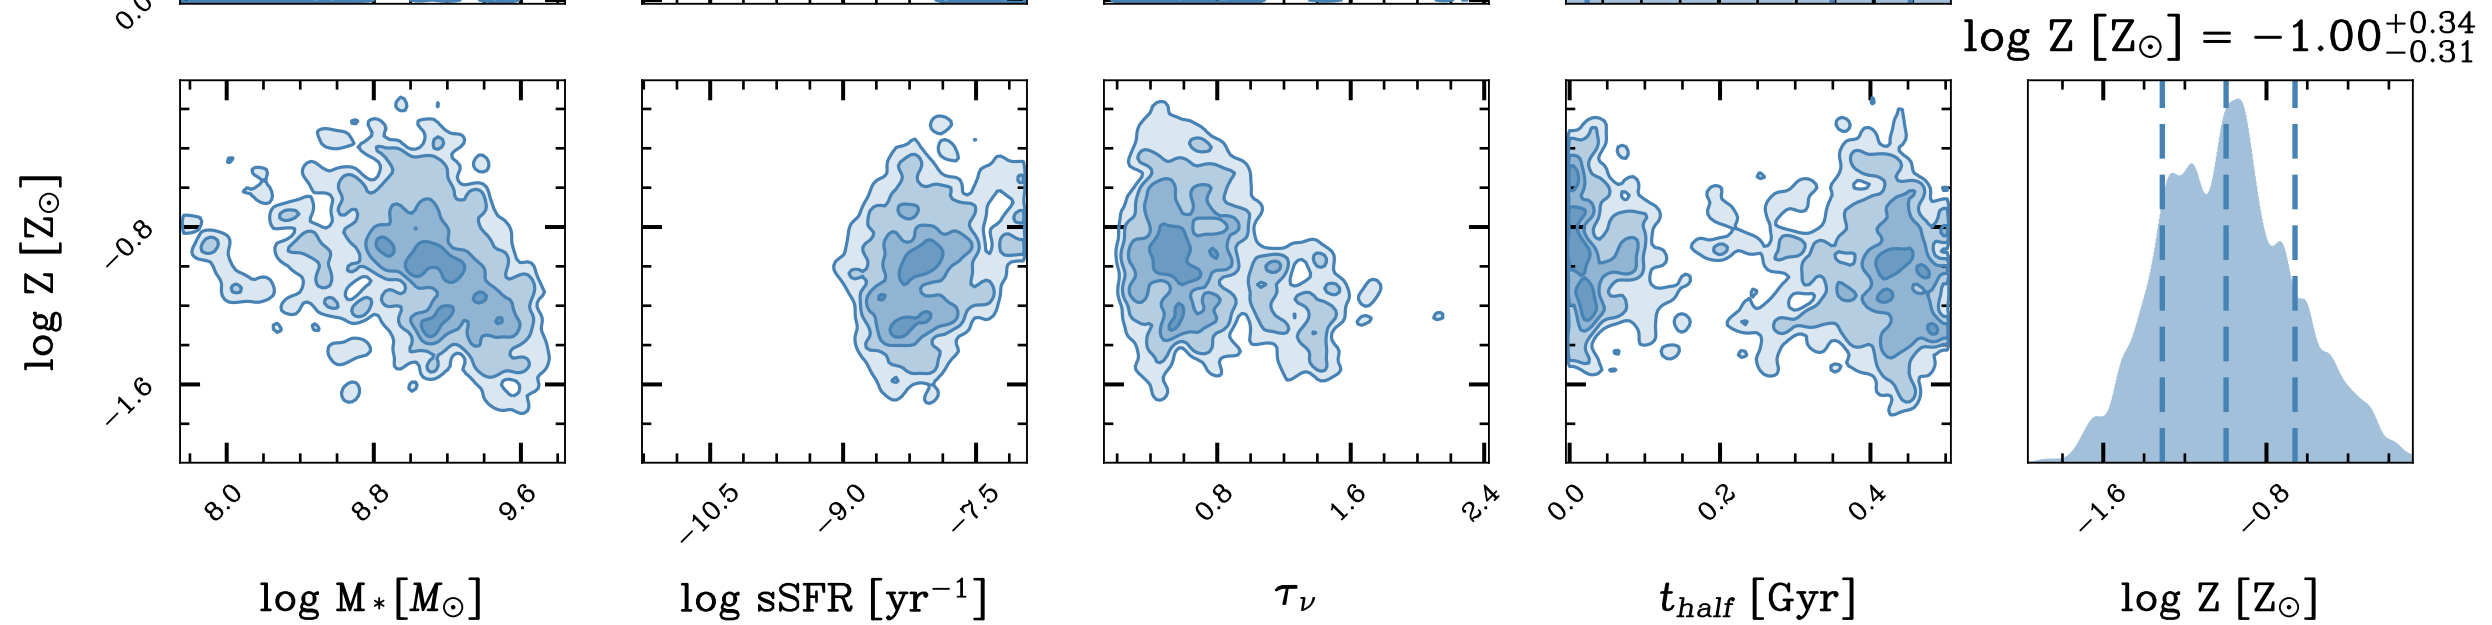 0.0
log Z [Z⊙] = −1.00+0.34−0.31
log Z [Z⊙]
−0.8
−1.6
8.0 8.8 9.6 −10.5 −9.0 −7.5 0.8 1.6 2.4 0.0 0.2 0.4 −1.6 −0.8
log M* [M⊙] log sSFR [yr−1] τν thalf [Gyr] log Z [Z⊙]